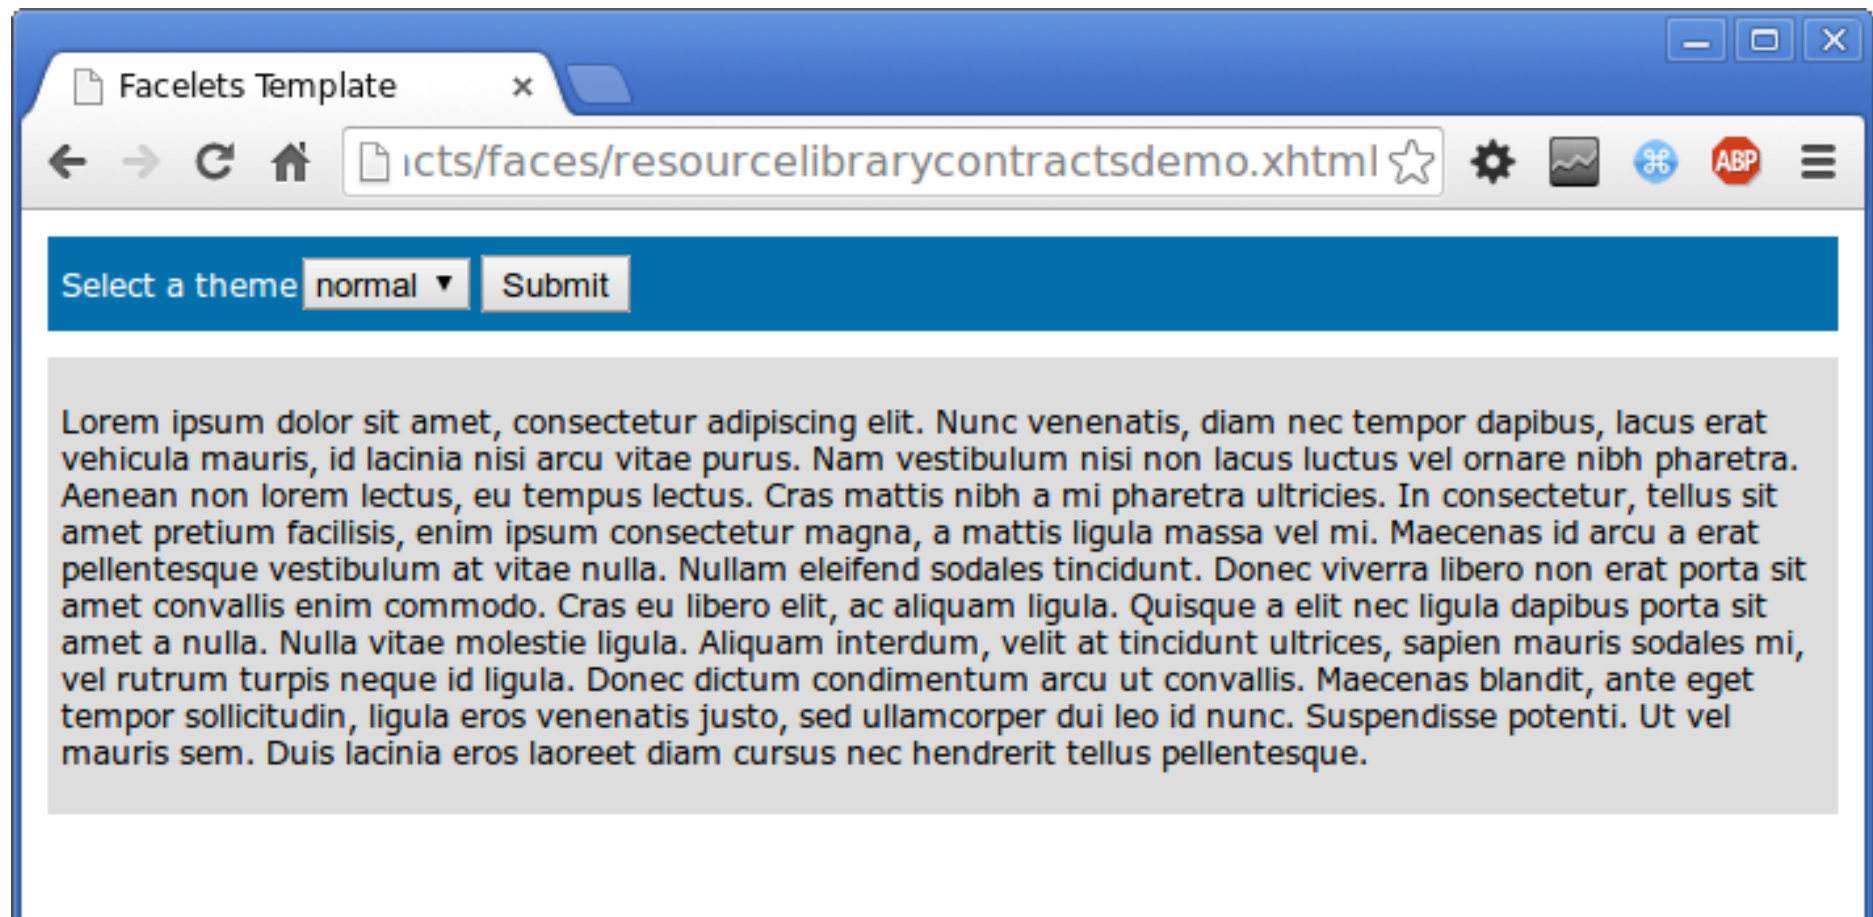 Facelets Template
ıcts/faces/resourcelibrarycontractsdemo.xhtml
ABP
Select a theme normal Submit
Lorem ipsum dolor sit amet, consectetur adipiscing elit. Nunc venenatis, diam nec tempor dapibus, lacus erat
vehicula mauris, id lacinia nisi arcu vitae purus. Nam vestibulum nisi non lacus luctus vel ornare nibh pharetra.
Aenean non lorem lectus, eu tempus lectus. Cras mattis nibh a mi pharetra ultricies. In consectetur, tellus sit
amet pretium facilisis, enim ipsum consectetur magna, a mattis ligula massa vel mi. Maecenas id arcu a erat
pellentesque vestibulum at vitae nulla. Nullam eleifend sodales tincidunt. Donec viverra libero non erat porta sit
amet convallis enim commodo. Cras eu libero elit, ac aliquam ligula. Quisque a elit nec ligula dapibus porta sit
amet a nulla. Nulla vitae molestie ligula. Aliquam interdum, velit at tincidunt ultrices, sapien mauris sodales mi,
vel rutrum turpis neque id ligula. Donec dictum condimentum arcu ut convallis. Maecenas blandit, ante eget
tempor sollicitudin, ligula eros venenatis justo, sed ullamcorper dui leo id nunc. Suspendisse potenti. Ut vel
mauris sem. Duis lacinia eros laoreet diam cursus nec hendrerit tellus pellentesque.